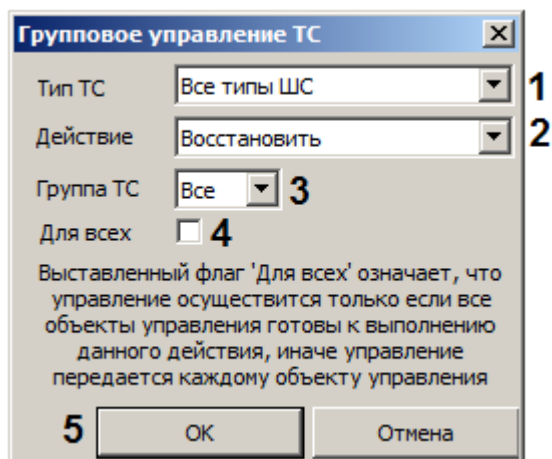 Групповое управление ТС
Тип ТС Все типы ШС 1
Действие Восстановить 2
Группа ТС Все 3
Для всех 4
Выставленный флаг 'Для всех' означает, что
управление осуществится только если все
объекты управления готовы к выполнению
данного действия, иначе управление
передается каждому объекту управления
5 ОК Отмена